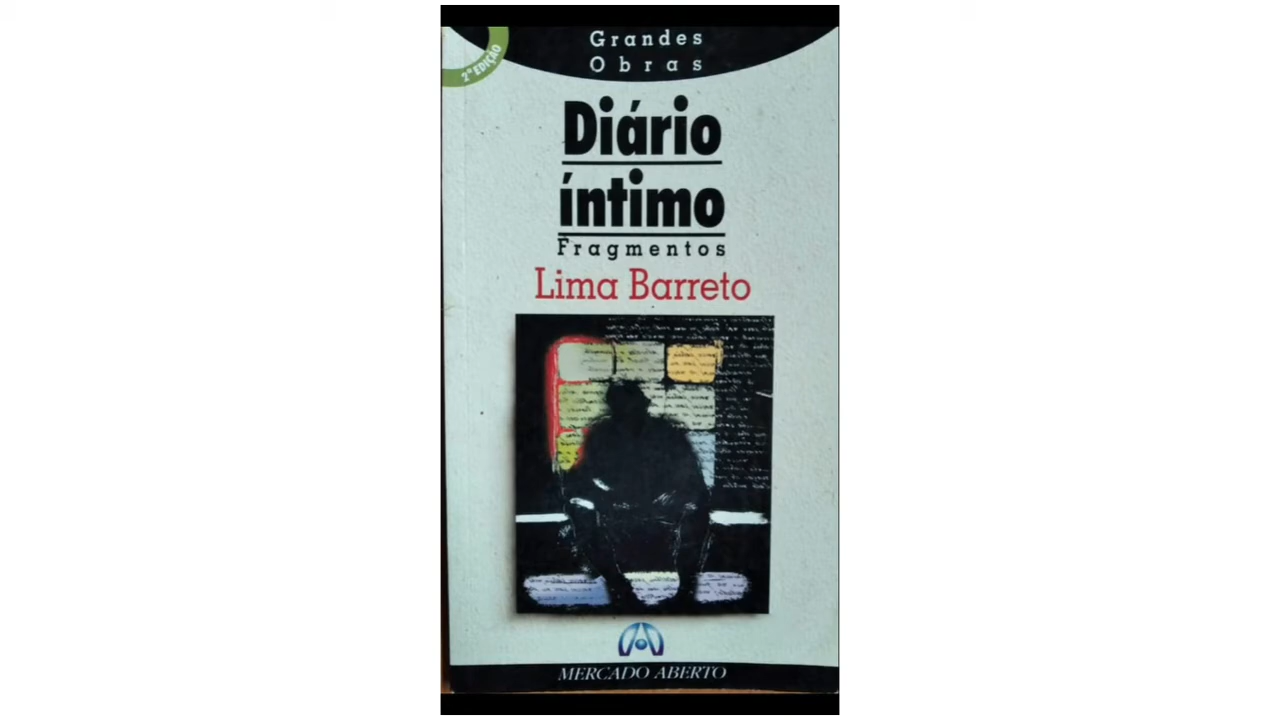 2ª EDIÇÃO
Grandes
Obras
Diário
íntimo
Fragmentos
Lima Barreto
MERCADO ABERTO